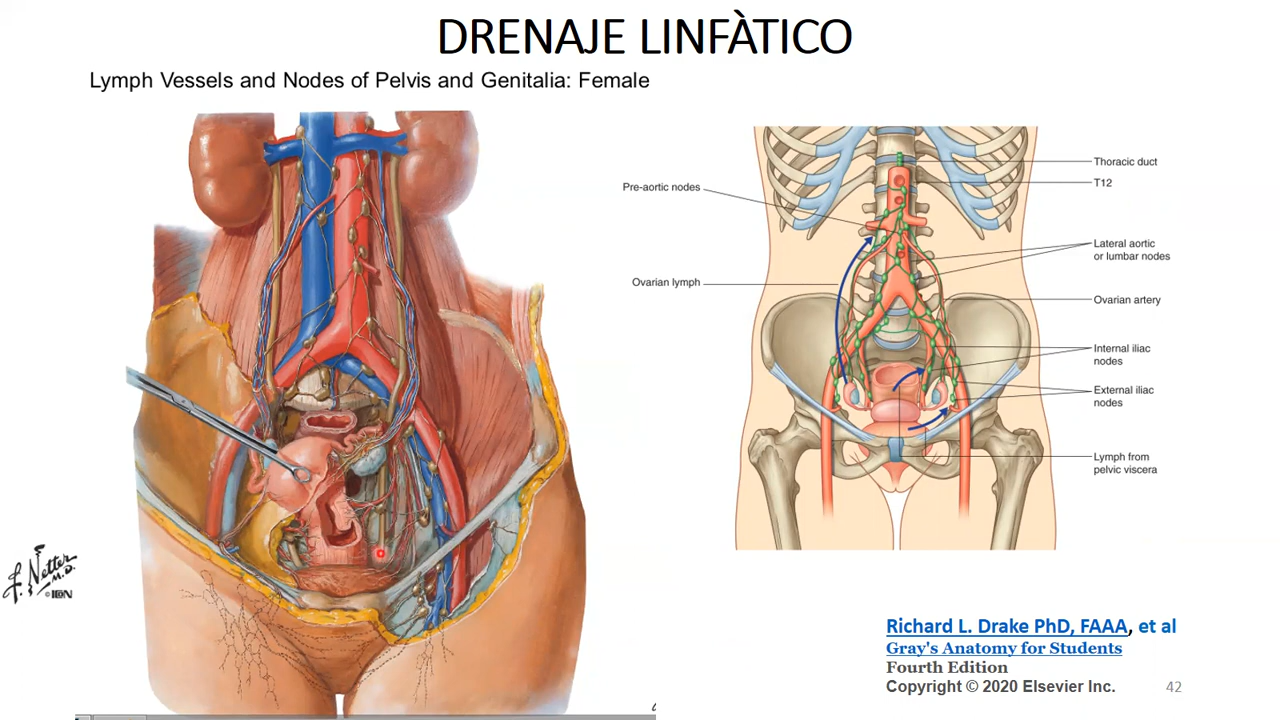 DRENAJE LINFÀTICO
Lymph Vessels and Nodes of Pelvis and Genitalia: Female
Pre-aortic nodes
Ovarian lymph
Thoracic duct
T12
Lateral aortic
or lumbar nodes
Ovarian artery
Internal iliac
nodes
External iliac
nodes
Lymph from
pelvic viscera
F. Netter
M.D.
Richard L. Drake PhD, FAAA, et al
Gray's Anatomy for Students
Fourth Edition
Copyright © 2020 Elsevier Inc.
42